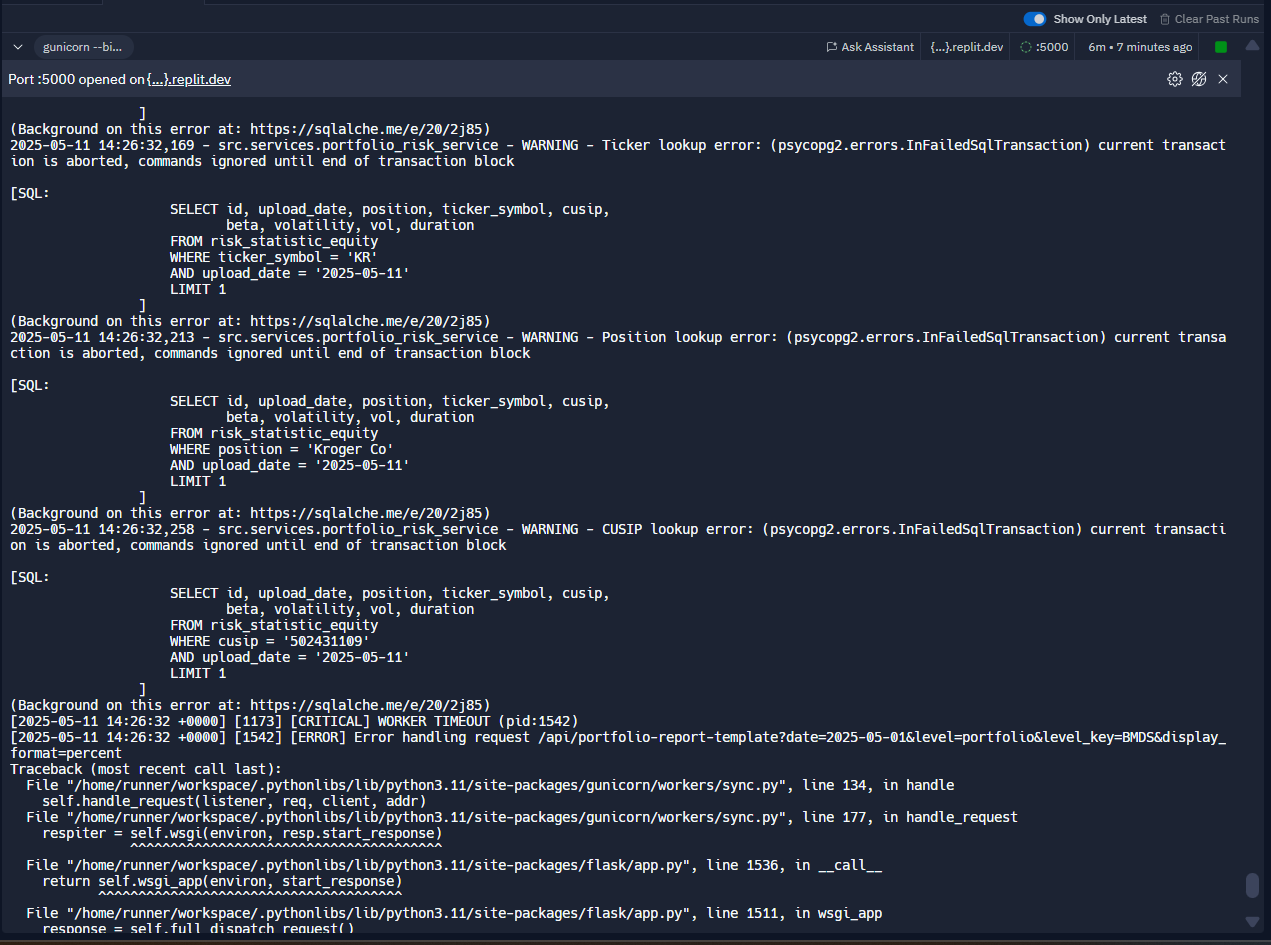 Show Only Latest Clear Past Runs
gunicorn --bi... Ask Assistant {...}.replit.dev :5000 6m • 7 minutes ago
Port :5000 opened on {...}.replit.dev
]
(Background on this error at: https://sqlalche.me/e/20/2j85)
2025-05-11 14:26:32,169 - src.services.portfolio_risk_service - WARNING - Ticker lookup error: (psycopg2.errors.InFailedSqlTransaction) current transact
ion is aborted, commands ignored until end of transaction block
[SQL:
SELECT id, upload_date, position, ticker_symbol, cusip,
beta, volatility, vol, duration
FROM risk_statistic_equity
WHERE ticker_symbol = 'KR'
AND upload_date = '2025-05-11'
LIMIT 1
]
(Background on this error at: https://sqlalche.me/e/20/2j85)
2025-05-11 14:26:32,213 - src.services.portfolio_risk_service - WARNING - Position lookup error: (psycopg2.errors.InFailedSqlTransaction) current transa
ction is aborted, commands ignored until end of transaction block
[SQL:
SELECT id, upload_date, position, ticker_symbol, cusip,
beta, volatility, vol, duration
FROM risk_statistic_equity
WHERE position = 'Kroger Co'
AND upload_date = '2025-05-11'
LIMIT 1
]
(Background on this error at: https://sqlalche.me/e/20/2j85)
2025-05-11 14:26:32,258 - src.services.portfolio_risk_service - WARNING - CUSIP lookup error: (psycopg2.errors.InFailedSqlTransaction) current transacti
on is aborted, commands ignored until end of transaction block
[SQL:
SELECT id, upload_date, position, ticker_symbol, cusip,
beta, volatility, vol, duration
FROM risk_statistic_equity
WHERE cusip = '502431109'
AND upload_date = '2025-05-11'
LIMIT 1
]
(Background on this error at: https://sqlalche.me/e/20/2j85)
[2025-05-11 14:26:32 +0000] [1173] [CRITICAL] WORKER TIMEOUT (pid:1542)
[2025-05-11 14:26:32 +0000] [1542] [ERROR] Error handling request /api/portfolio-report-template?date=2025-05-01&level=portfolio&level_key=BMDS&display_
format=percent
Traceback (most recent call last):
File "/home/runner/workspace/.pythonlibs/lib/python3.11/site-packages/gunicorn/workers/sync.py", line 134, in handle
self.handle_request(listener, req, client, addr)
File "/home/runner/workspace/.pythonlibs/lib/python3.11/site-packages/gunicorn/workers/sync.py", line 177, in handle_request
respiter = self.wsgi(environ, resp.start_response)
^^^^^^^^^^^^^^^^^^^^^^^^^^^^^^^^^^^^^^^
File "/home/runner/workspace/.pythonlibs/lib/python3.11/site-packages/flask/app.py", line 1536, in __call__
return self.wsgi_app(environ, start_response)
^^^^^^^^^^^^^^^^^^^^^^^^^^^^^^^^^^^^^^
File "/home/runner/workspace/.pythonlibs/lib/python3.11/site-packages/flask/app.py", line 1511, in wsgi_app
response = self.full_dispatch_request()